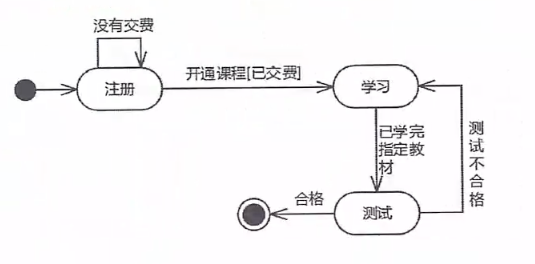 没有交费
注册
开通课程[已交费]
学习
已学完
指定教
材
测试不合格
合格
测试